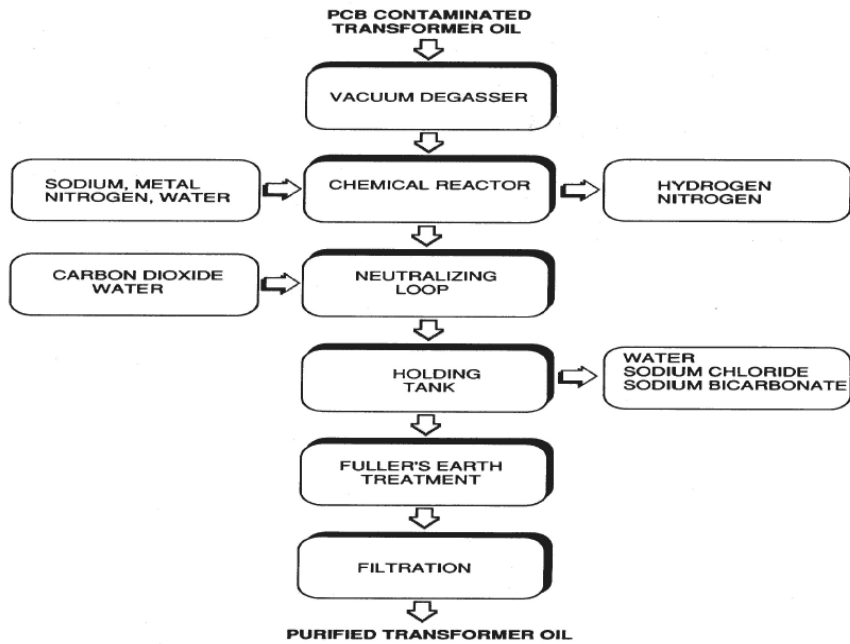 PCB CONTAMINATED
TRANSFORMER OIL
VACUUM DEGASSER
SODIUM, METAL
NITROGEN, WATER
CHEMICAL REACTOR
HYDROGEN
NITROGEN
CARBON DIOXIDE
WATER
NEUTRALIZING
LOOP
HOLDING
TANK
WATER
SODIUM CHLORIDE
SODIUM BICARBONATE
FULLER'S EARTH
TREATMENT
FILTRATION
PURIFIED TRANSFORMER OIL